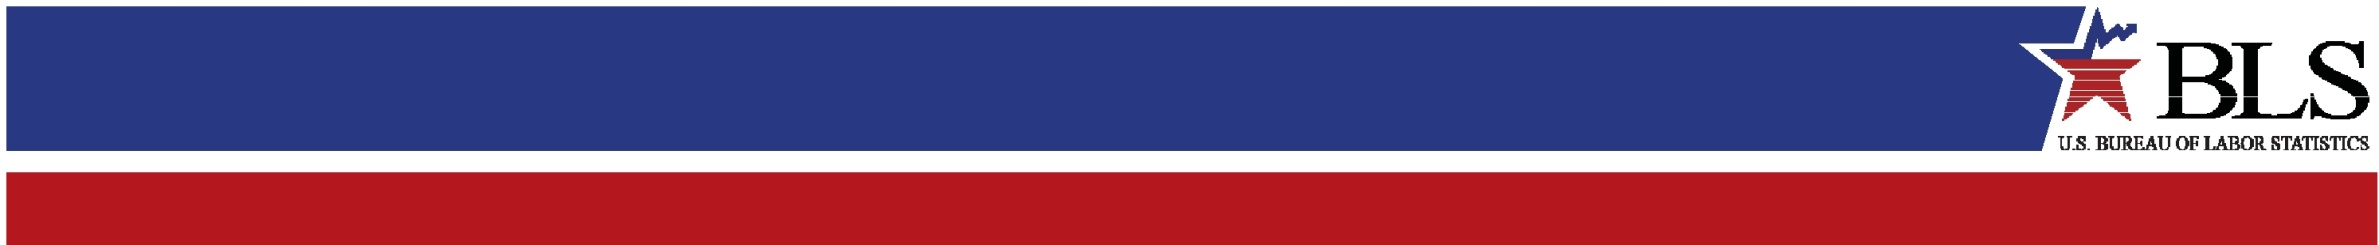 BLS
U.S. BUREAU OF LABOR STATISTICS